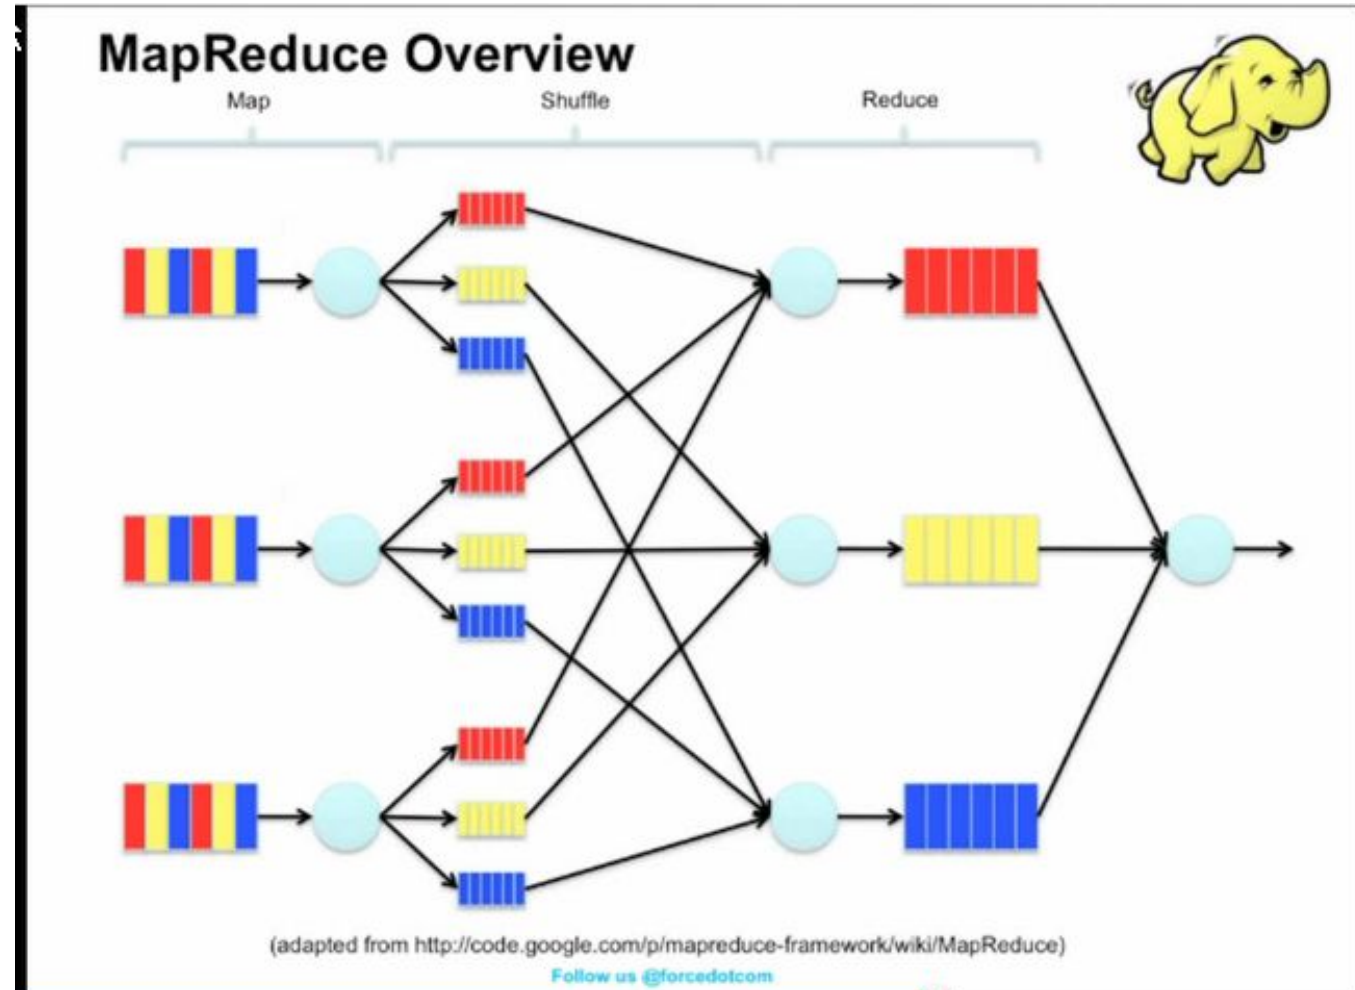 MapReduce Overview
Map
Shuffle
Reduce
(adapted from http://code.google.com/p/mapreduce-framework/wiki/MapReduce)
Follow us @forcedotcom